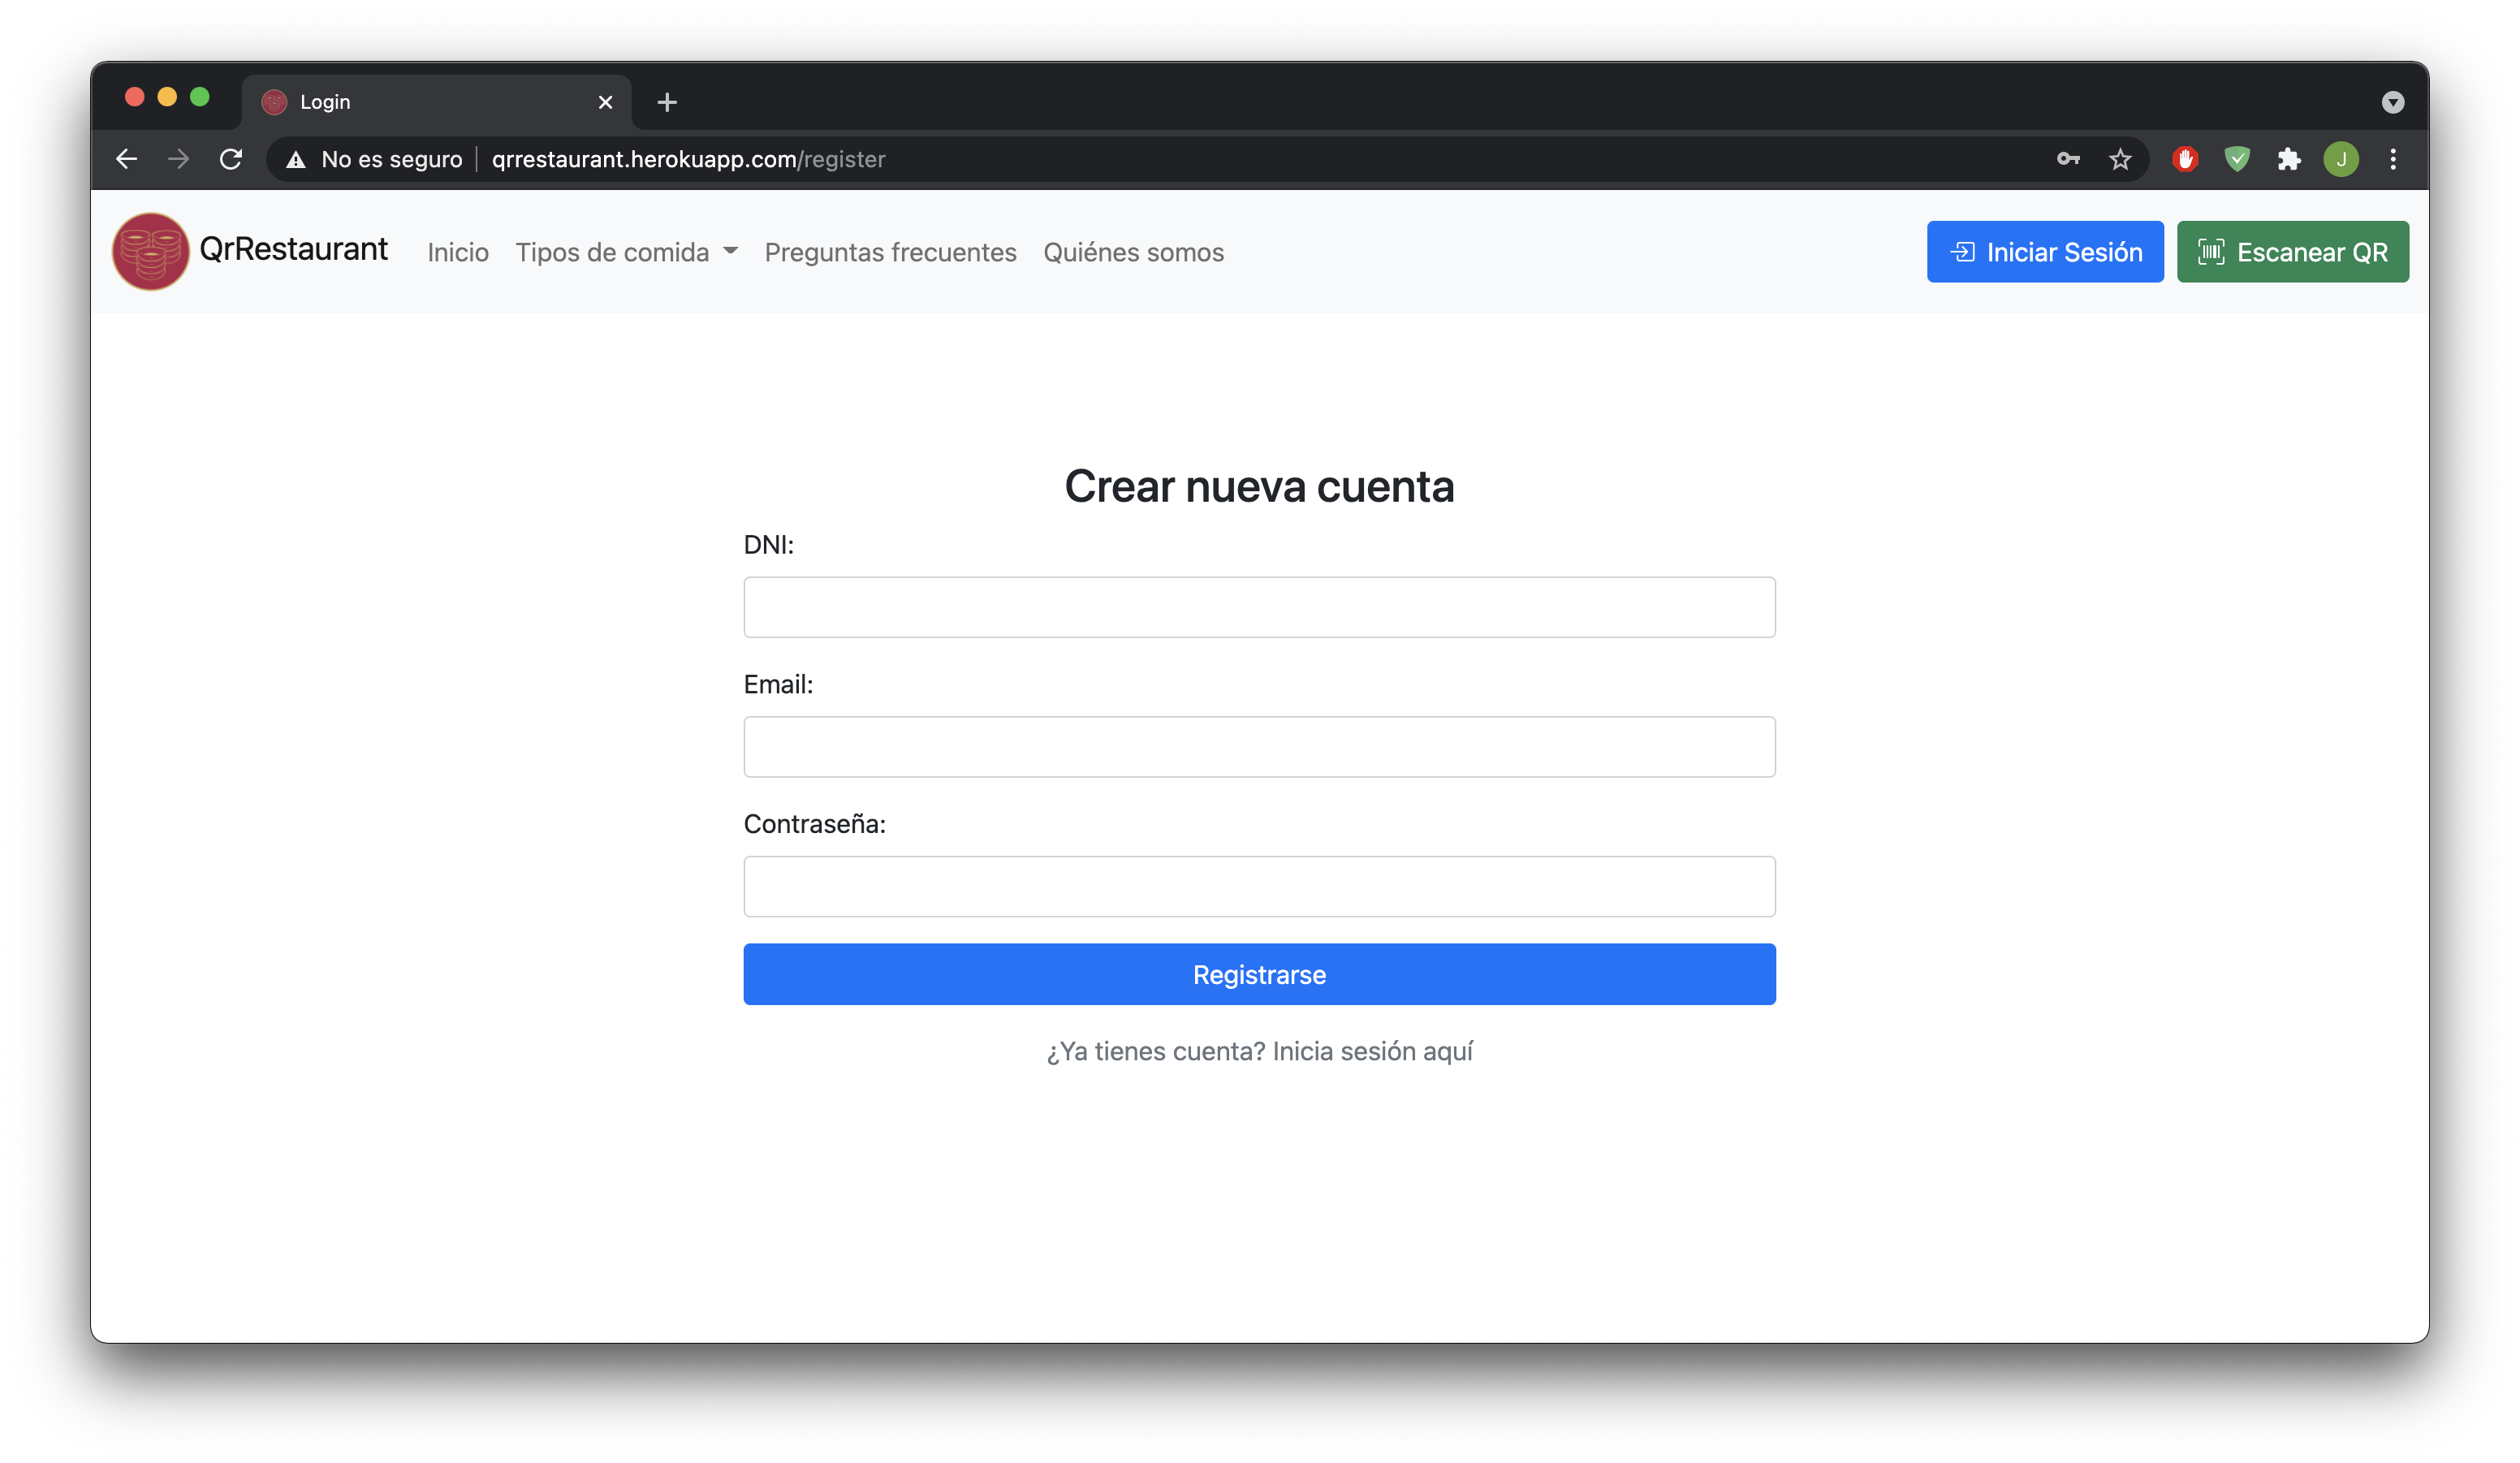 Login
No es seguro qrrestaurant.herokuapp.com/register
J
QrRestaurant Inicio Tipos de comida Preguntas frecuentes Quiénes somos Iniciar Sesión Escanear QR
Crear nueva cuenta
DNI:
Email:
Contraseña:
Registrarse
¿Ya tienes cuenta? Inicia sesión aquí